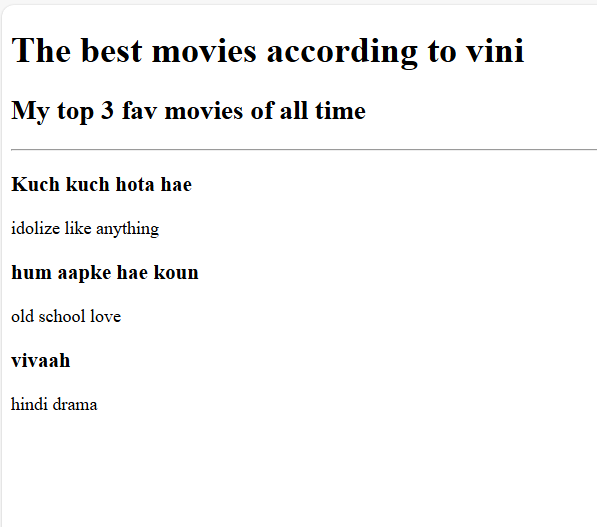 The best movies according to vini
My top 3 fav movies of all time
Kuch kuch hota hae
idolize like anything
hum aapke hae koun
old school love
vivaah
hindi drama